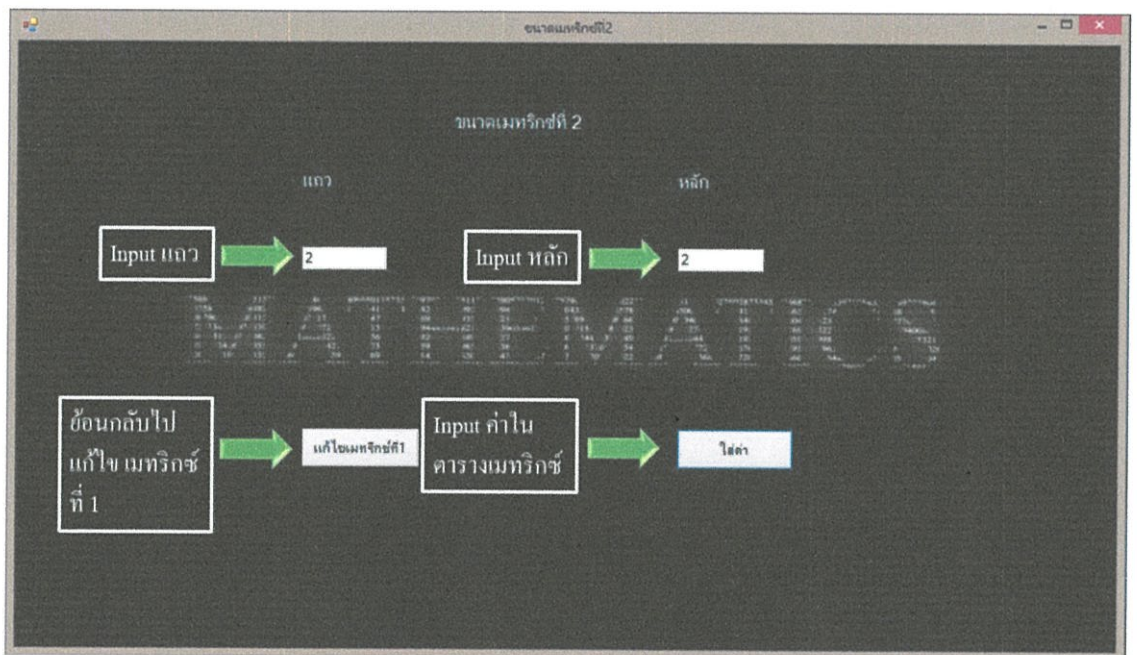 ขนาดเมทริกซ์ที่2
ขนาดเมทริกซ์ที่ 2
แถว
หลัก
Input แถว
2
Input หลัก
2
MATHEMATICS
ย้อนกลับไป
แก้ไข เมทริกซ์
ที่ 1
แก้ไขเมทริกซ์ที่1
Input ค่าใน
ตารางเมทริกซ์
ใส่ค่า